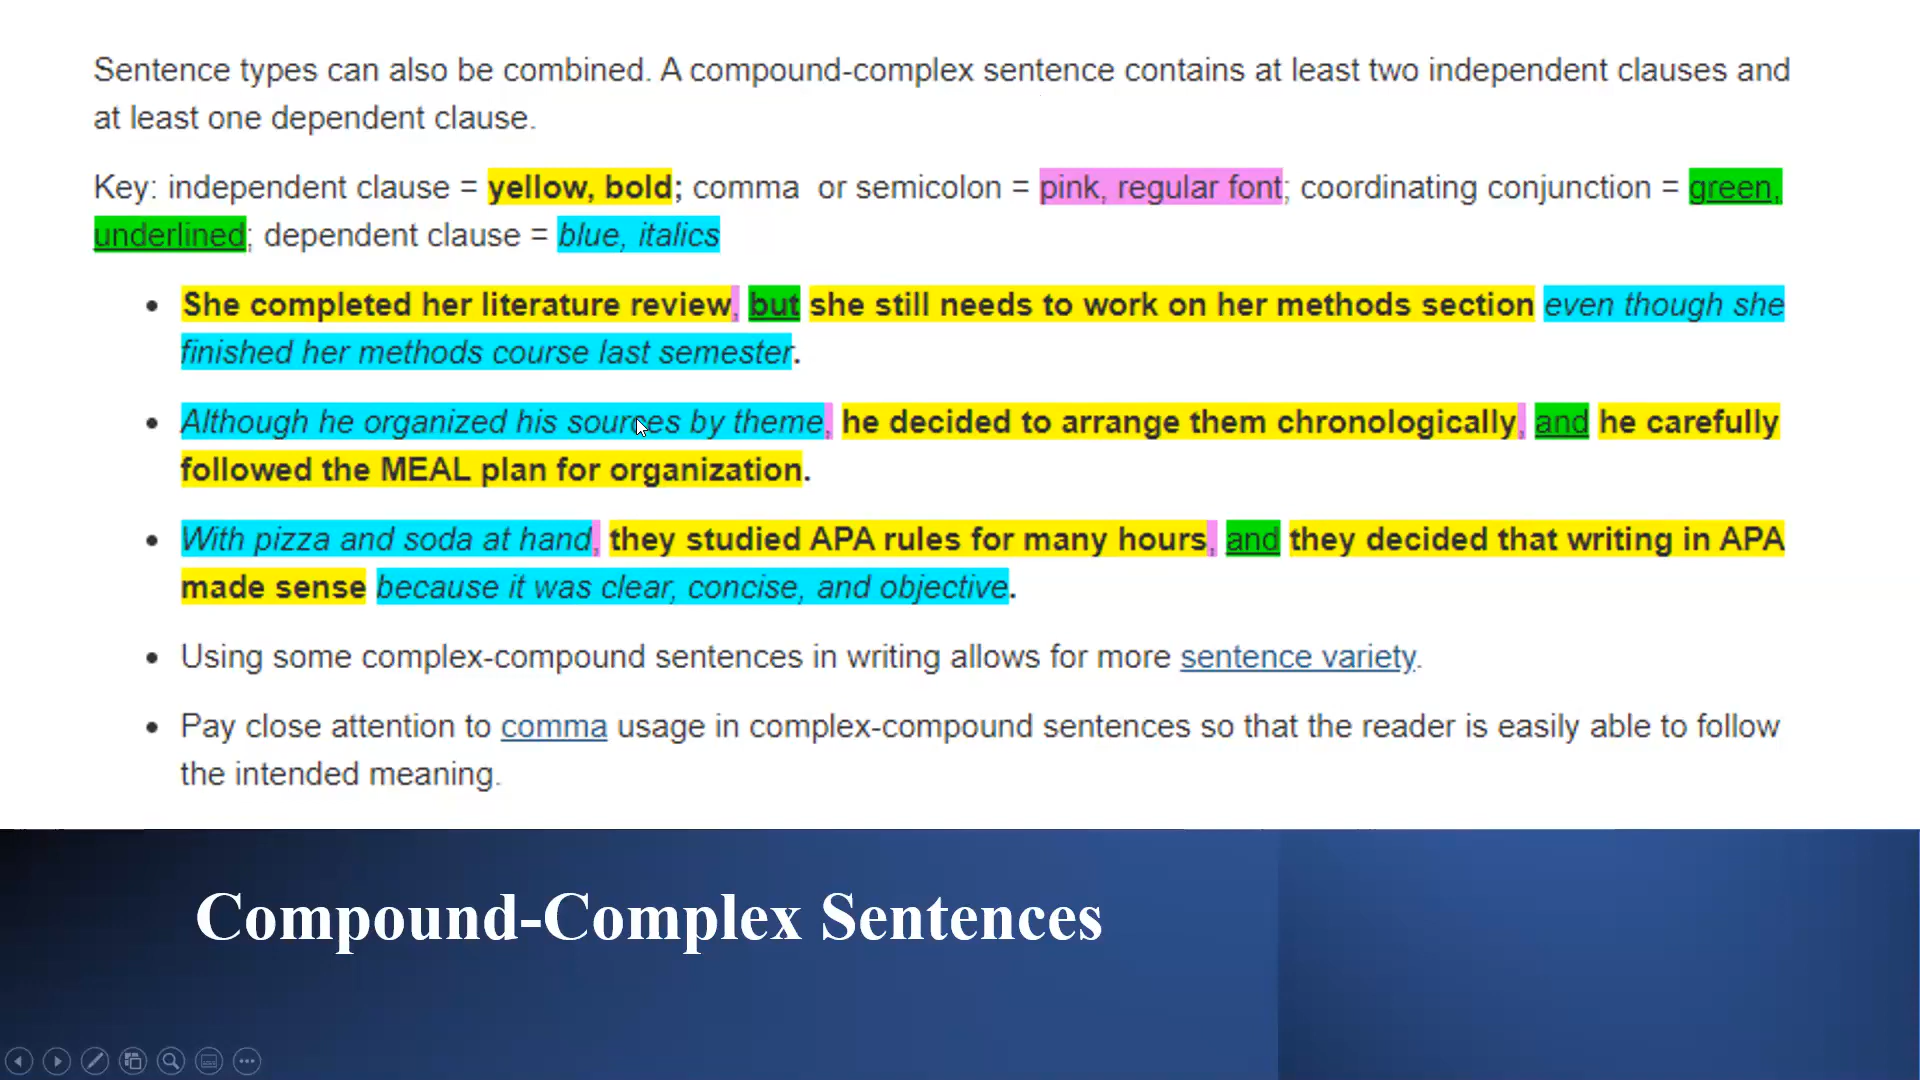 Sentence types can also be combined. A compound-complex sentence contains at least two independent clauses and
at least one dependent clause.
Key: independent clause = yellow, bold; comma  or semicolon = pink, regular font; coordinating conjunction = green,
underlined; dependent clause = blue, italics
• She completed her literature review, but she still needs to work on her methods section even though she
finished her methods course last semester.
• Although he organized his sources by theme, he decided to arrange them chronologically, and he carefully
followed the MEAL plan for organization.
• With pizza and soda at hand, they studied APA rules for many hours, and they decided that writing in APA
made sense because it was clear, concise, and objective.
• Using some complex-compound sentences in writing allows for more sentence variety.
• Pay close attention to comma usage in complex-compound sentences so that the reader is easily able to follow
the intended meaning.
Compound-Complex Sentences